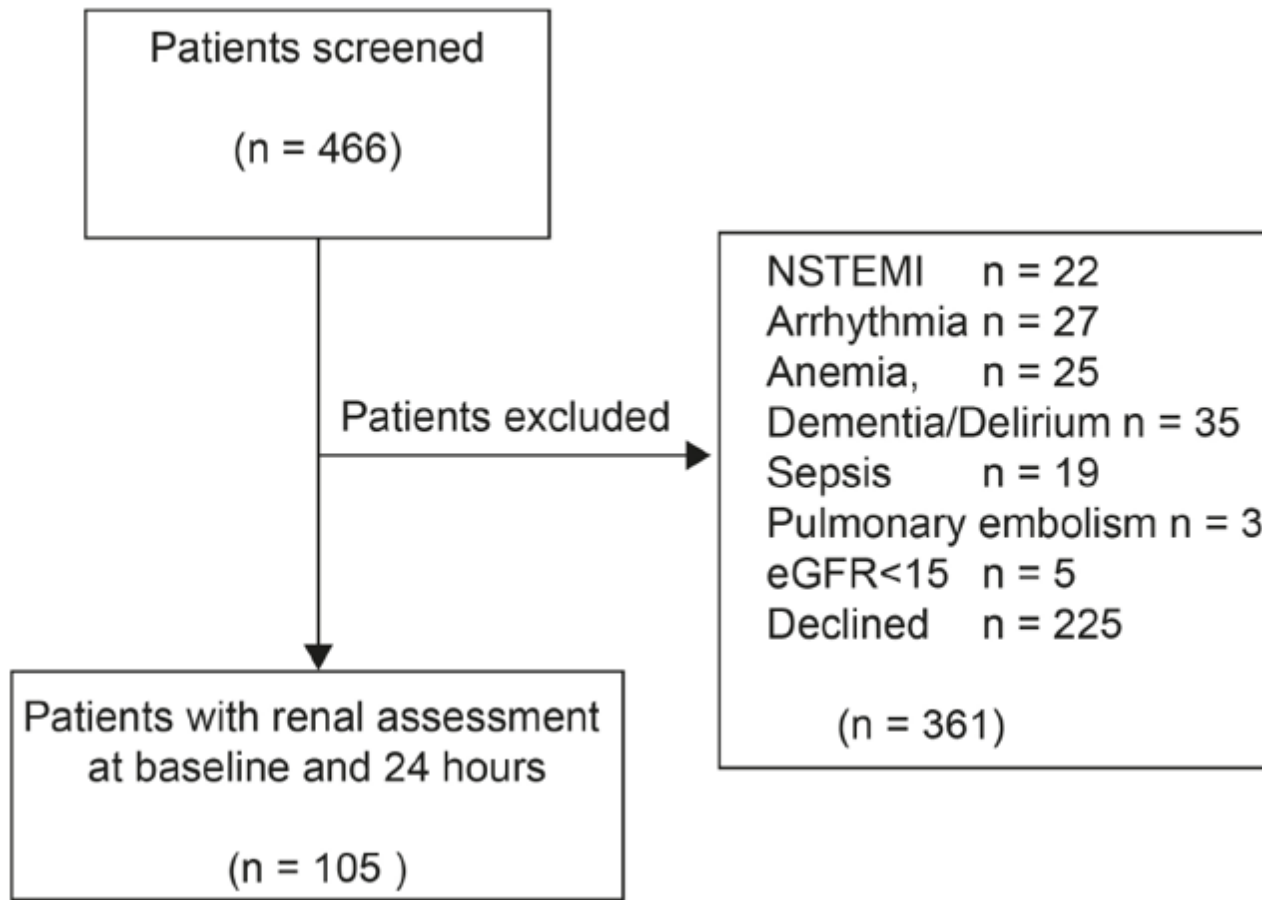 Patients screened
(n = 466)
Patients excluded
NSTEMI n = 22
Arrhythmia n = 27
Anemia, n = 25
Dementia/Delirium n = 35
Sepsis n = 19
Pulmonary embolism n = 3
eGFR<15 n = 5
Declined n = 225
(n = 361)
Patients with renal assessment
at baseline and 24 hours
(n = 105 )